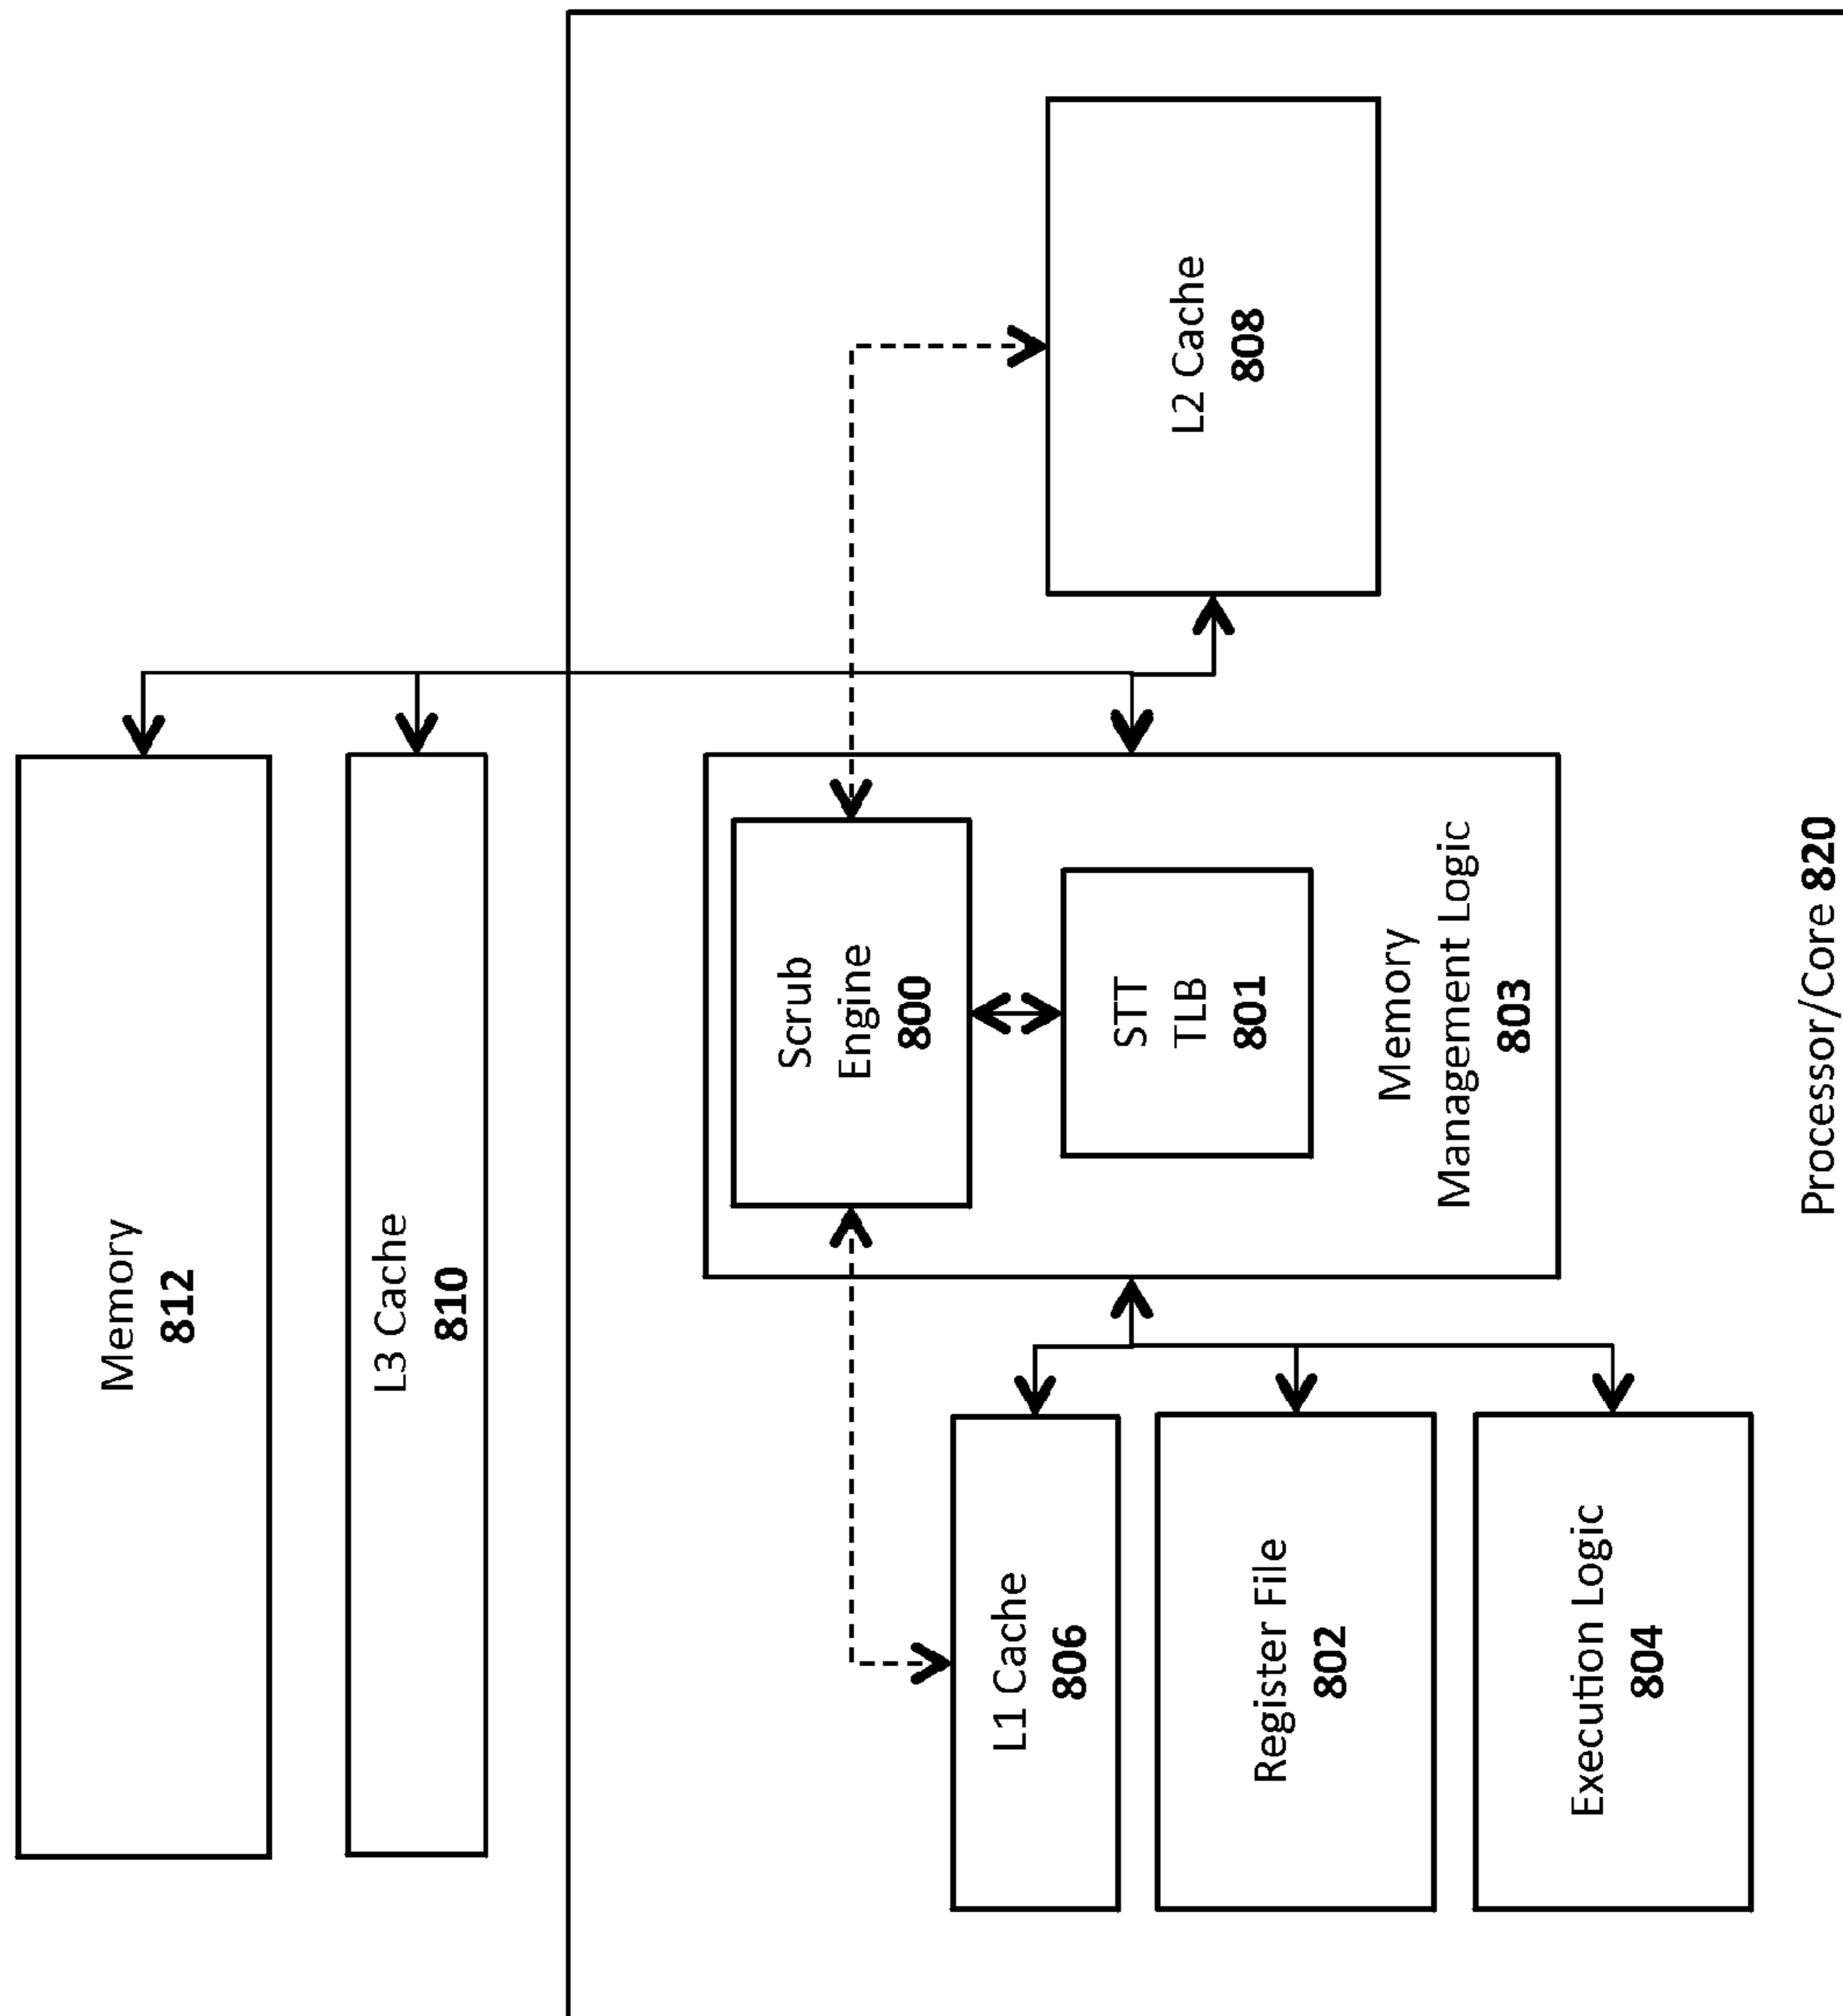 Memory
812
L3 Cache
810
Scrub
Engine
800
STT
TLB
801
Memory
Management Logic
803
L1 Cache
806
Register File
802
Execution Logic
804
L2 Cache
808
Processor/Core 820